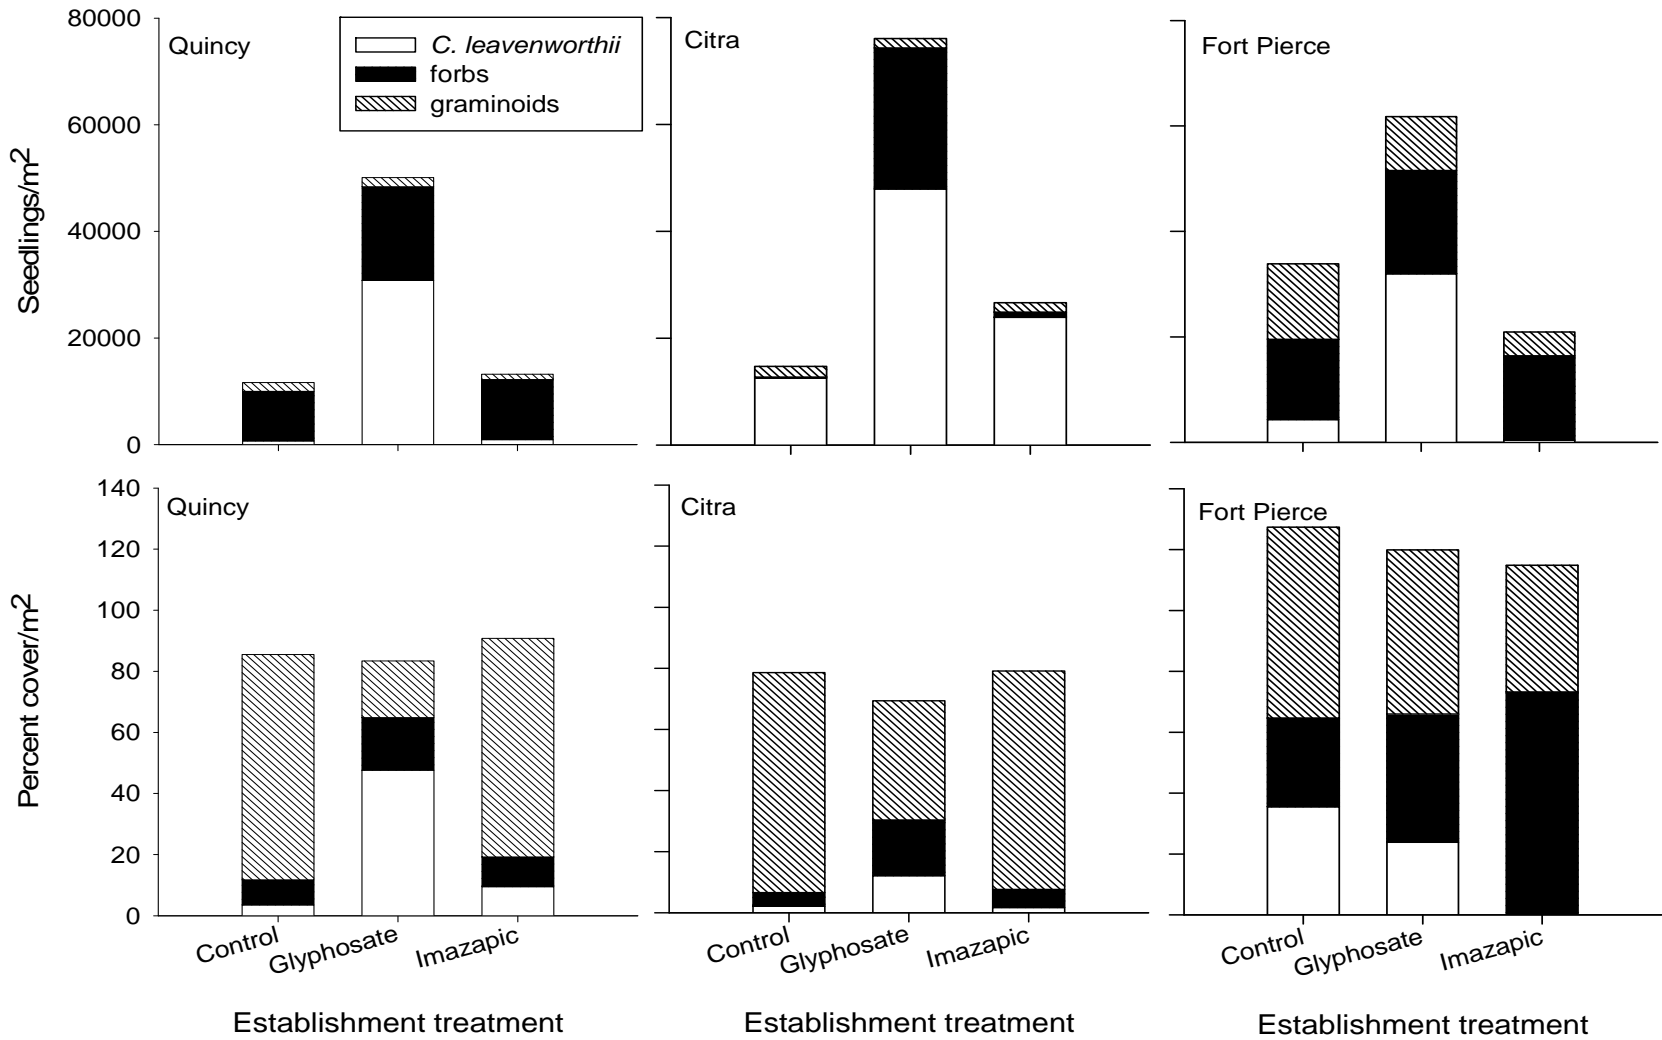 80000
60000
40000
20000
0
Seedlings/m²
Quincy
C. leavenworthii
forbs
graminoids
Citra
Fort Pierce
140
120
100
80
60
40
20
0
Percent cover/m²
Quincy
Citra
Fort Pierce
Control
Glyphosate
Imazapic
Control
Glyphosate
Imazapic
Control
Glyphosate
Imazapic
Establishment treatment
Establishment treatment
Establishment treatment